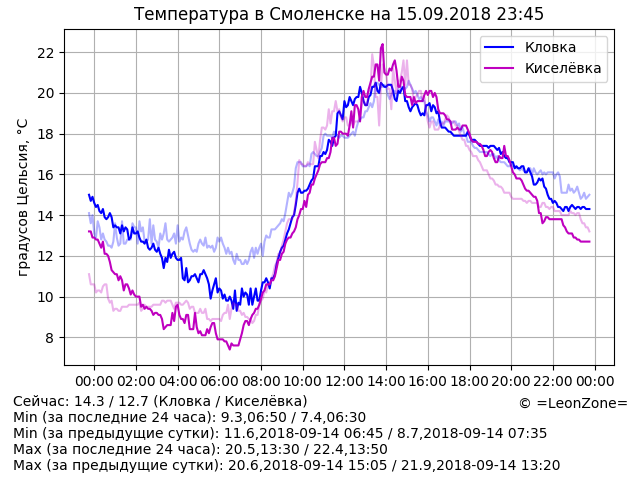 Температура в Смоленске на 15.09.2018 23:45
Кловка
Киселёвка
градусов Цельсия, °C
22
20
18
16
14
12
10
8
00:00 02:00 04:00 06:00 08:00 10:00 12:00 14:00 16:00 18:00 20:00 22:00 00:00
Сейчас: 14.3 / 12.7 (Кловка / Киселёвка)
© =LeonZone=
Min (за последние 24 часа): 9.3,06:50 / 7.4,06:30
Min (за предыдущие сутки): 11.6,2018-09-14 06:45 / 8.7,2018-09-14 07:35
Max (за последние 24 часа): 20.5,13:30 / 22.4,13:50
Max (за предыдущие сутки): 20.6,2018-09-14 15:05 / 21.9,2018-09-14 13:20